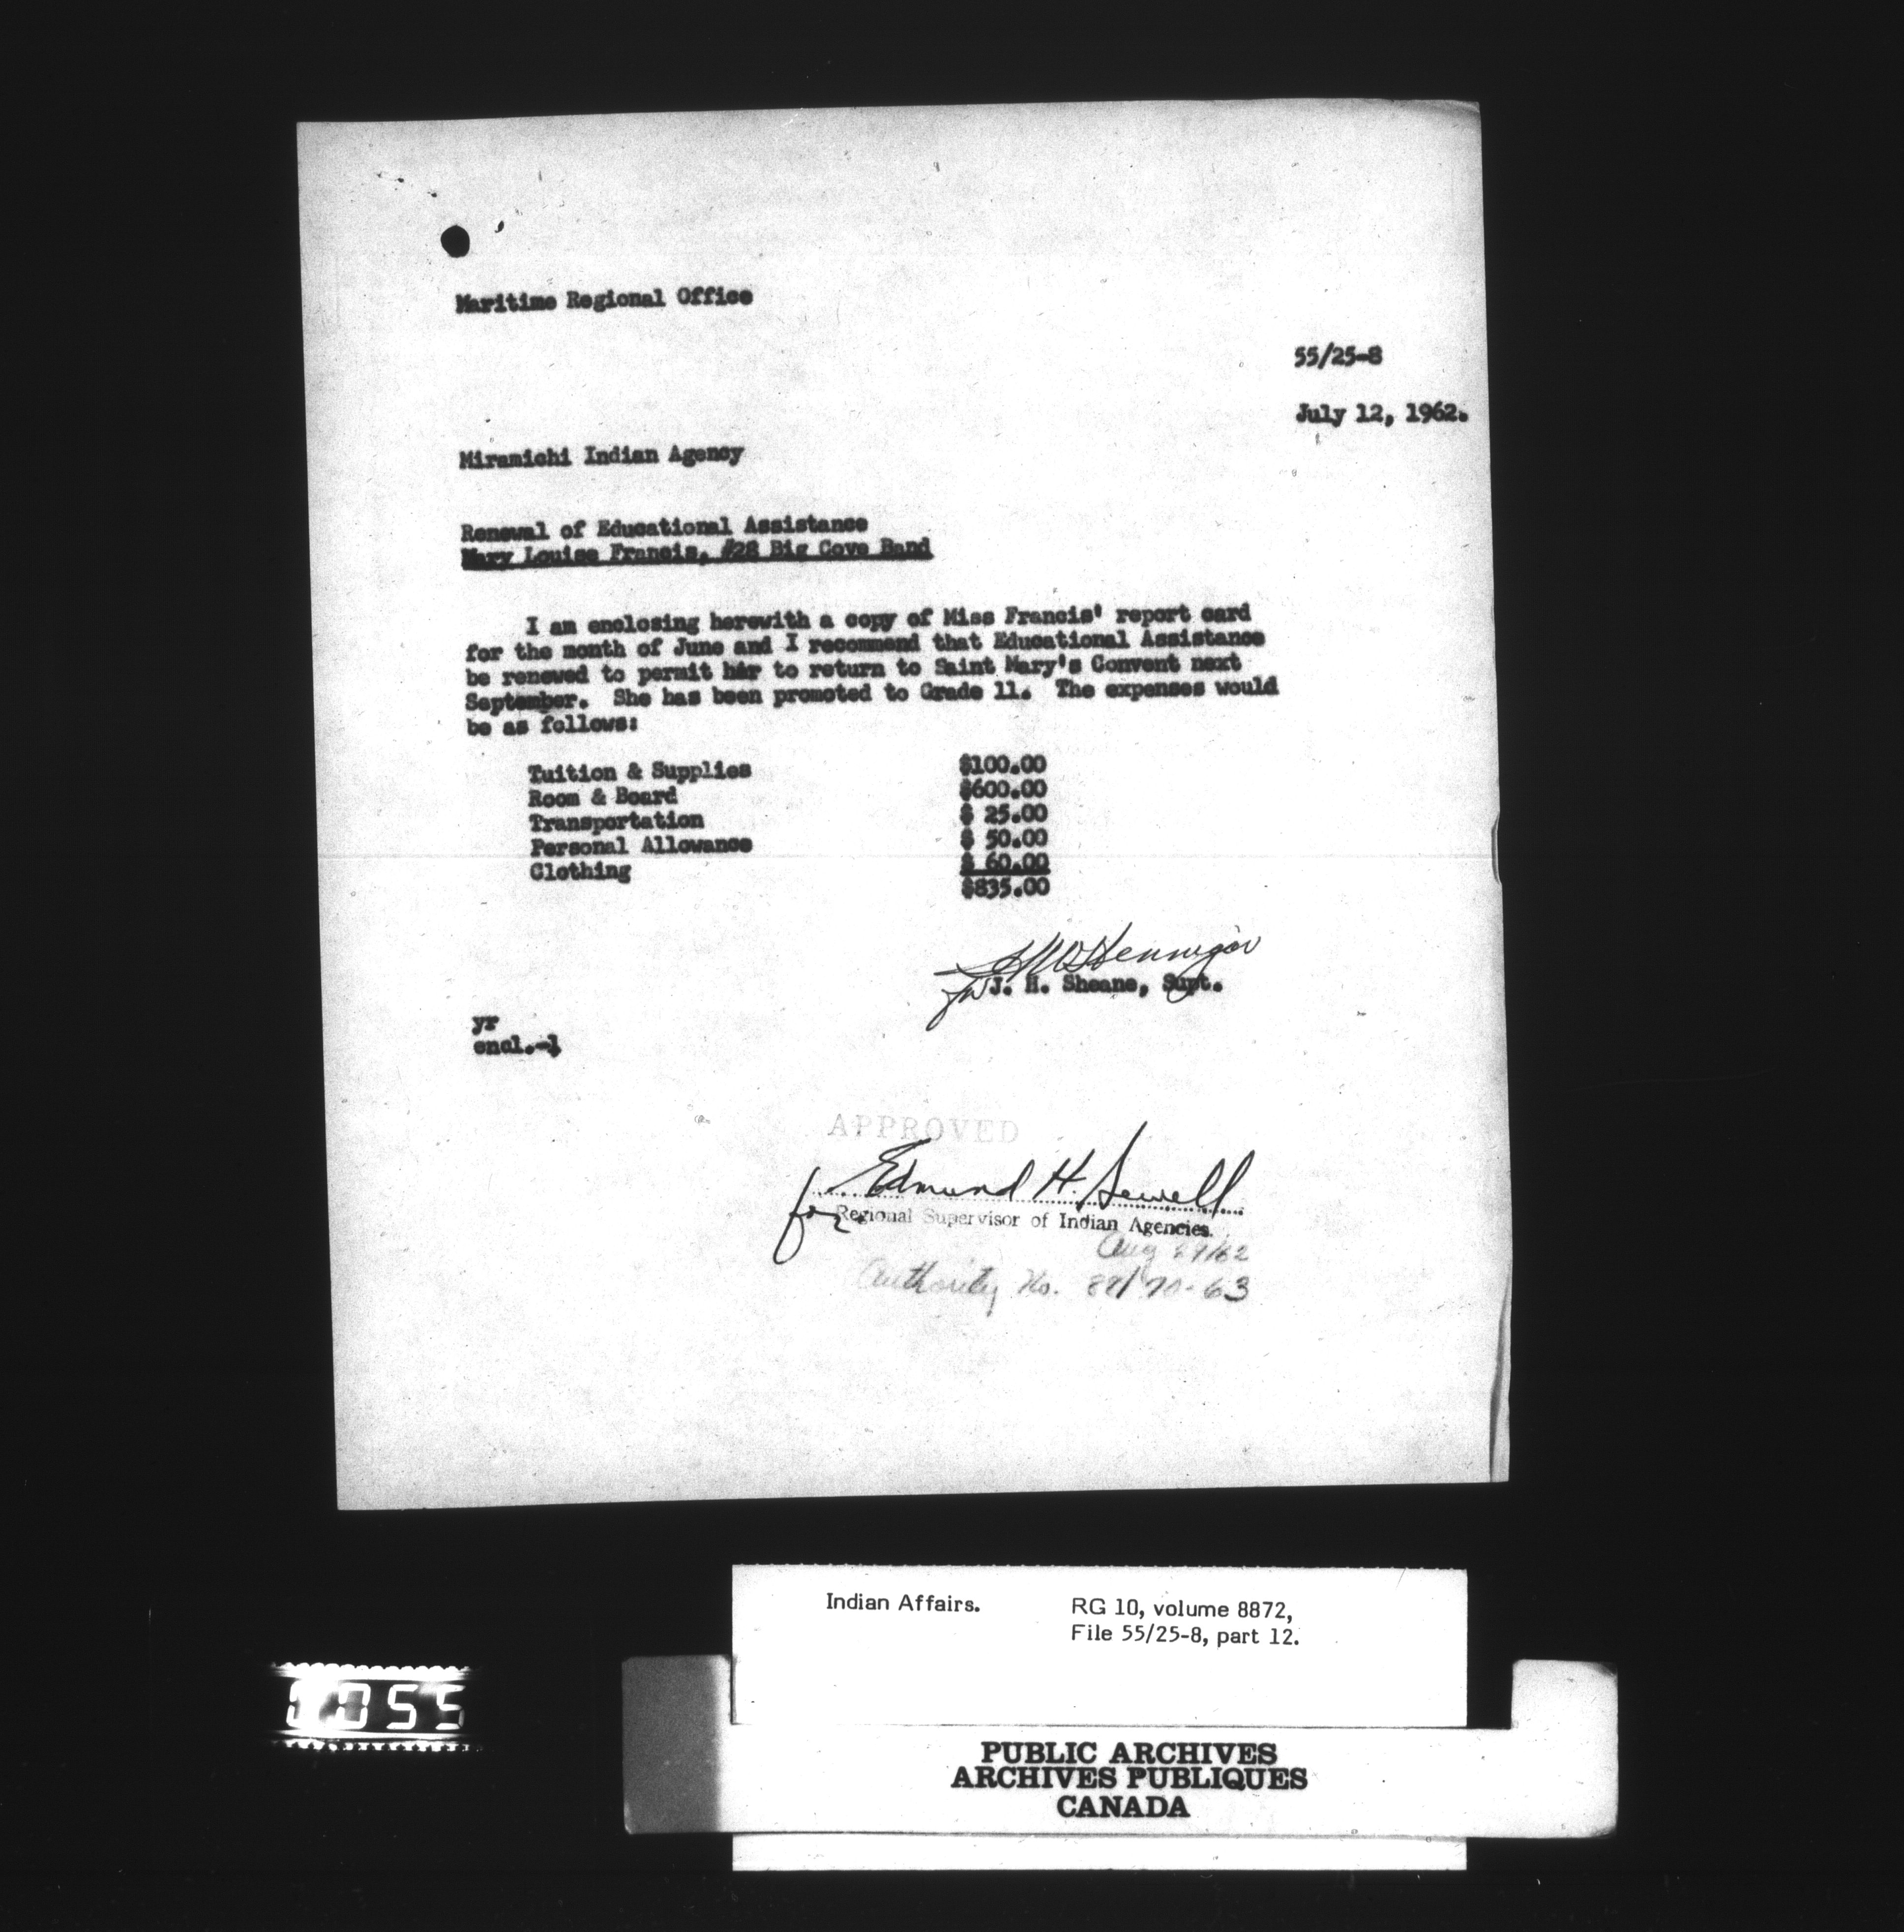 Maritime Regional Office
55/25-8
July 12, 1962.
Miramichi Indian Agency
Renewal of Educational Assistance
Mary Louise Francis, #28 Big Cove Band
I am enclosing herewith a copy of Miss Francis' report card
for the month of June and I recommend that Educational Assistance
be renewed to permit her to return to Saint Mary's Convent next
September. She has been promoted to Grade 11. The expenses would
be as follows:
Tuition & Supplies $100.00
Room & Board $600.00
Transportation $ 25.00
Personal Allowance $ 50.00
Clothing $ 60.00
$835.00
for J. H. Sheane, Supt.
yr
encl.-1
APPROVED
Edmund H. Sewell
for Regional Supervisor of Indian Agencies.
Aug
Authority No.
Indian Affairs. RG 10, volume 8872,
File 55/25-8, part 12.
PUBLIC ARCHIVES
ARCHIVES PUBLIQUES
CANADA